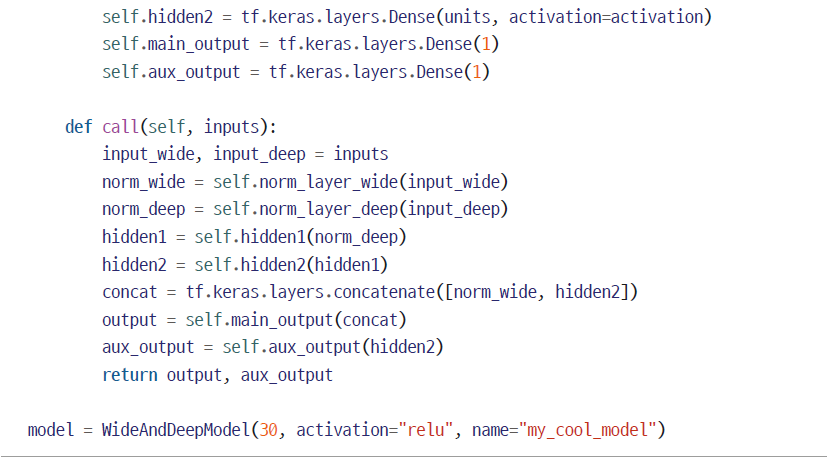 self.hidden2 = tf.keras.layers.Dense(units, activation=activation)
self.main_output = tf.keras.layers.Dense(1)
self.aux_output = tf.keras.layers.Dense(1)
def call(self, inputs):
input_wide, input_deep = inputs
norm_wide = self.norm_layer_wide(input_wide)
norm_deep = self.norm_layer_deep(input_deep)
hidden1 = self.hidden1(norm_deep)
hidden2 = self.hidden2(hidden1)
concat = tf.keras.layers.concatenate([norm_wide, hidden2])
output = self.main_output(concat)
aux_output = self.aux_output(hidden2)
return output, aux_output
model = WideAndDeepModel(30, activation="relu", name="my_cool_model")